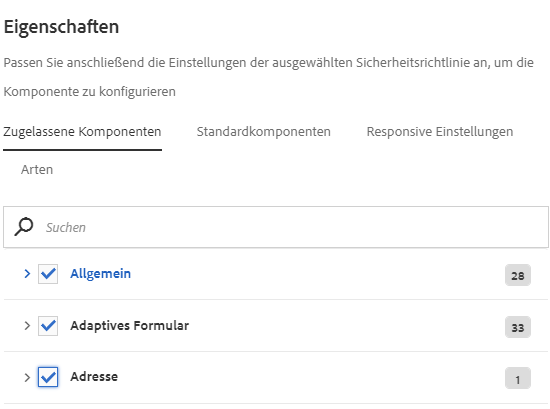 Eigenschaften
Passen Sie anschließend die Einstellungen der ausgewählten Sicherheitsrichtlinie an, um die
Komponente zu konfigurieren
Zugelassene Komponenten Standardkomponenten Responsive Einstellungen
Arten
Suchen
Allgemein 28
Adaptives Formular 33
Adresse 1